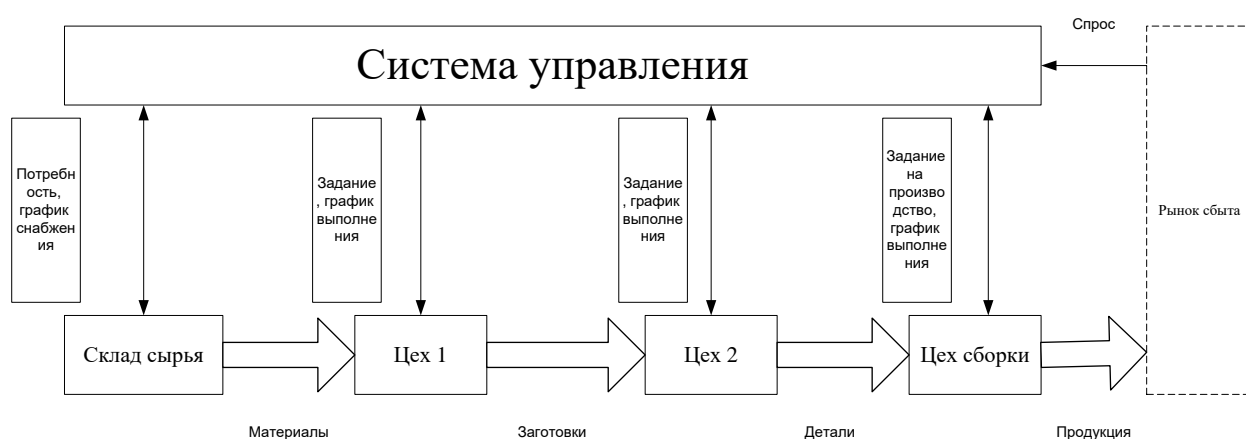 Спрос
Система управления
Потребн
ость,
график
снабжен
ия
Задание
, график
выполне
ния
Задание
, график
выполне
ния
Задание
на
произво
дство,
график
выполне
ния
Рынок сбыта
Склад сырья
Цех 1
Цех 2
Цех сборки
Материалы
Заготовки
Детали
Продукция